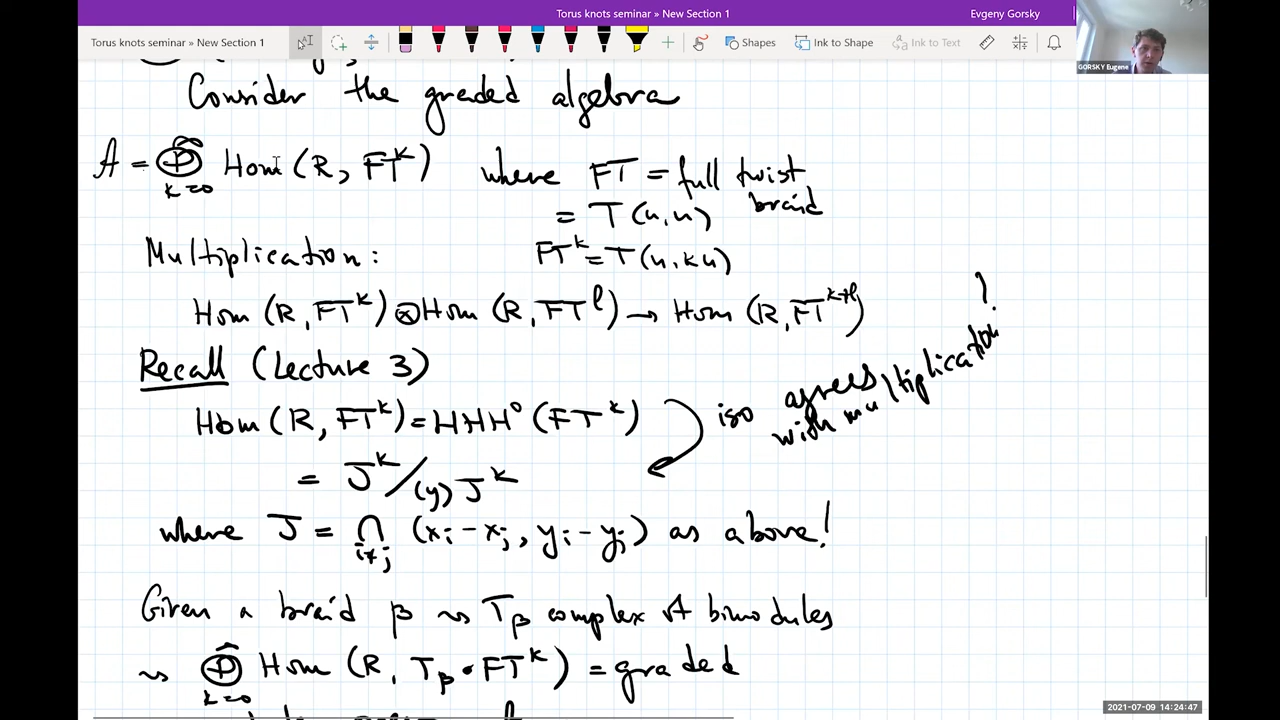 Torus knots seminar » New Section 1
Evgeny Gorsky
Torus knots seminar » New Section 1
Shapes
Ink to Shape
Ink to Text
GORSKY Eugene
Consider the graded algebra
A = ⊕ k=0 ∞ Hom (R, FT^k) where FT = full twist braid
= T(n,n)
Multiplication: FT^k = T(n,kn)
Hom (R, FT^k) ⊗ Hom (R, FT^l) → Hom (R, FT^{k+l})
Recall (Lecture 3)
Hom (R, FT^k) = HHH^0 (FT^k) iso agrees with multiplication!
= J^k/(y)J^k
where J = ∩ i≠j (x_i - x_j, y_i - y_j) as above!
Given a braid β ⇝ T_β complex of bimodules
⇝ ⊕ k=0 ∞ Hom (R, T_β · FT^k) = graded
2021-07-09 14:24:47